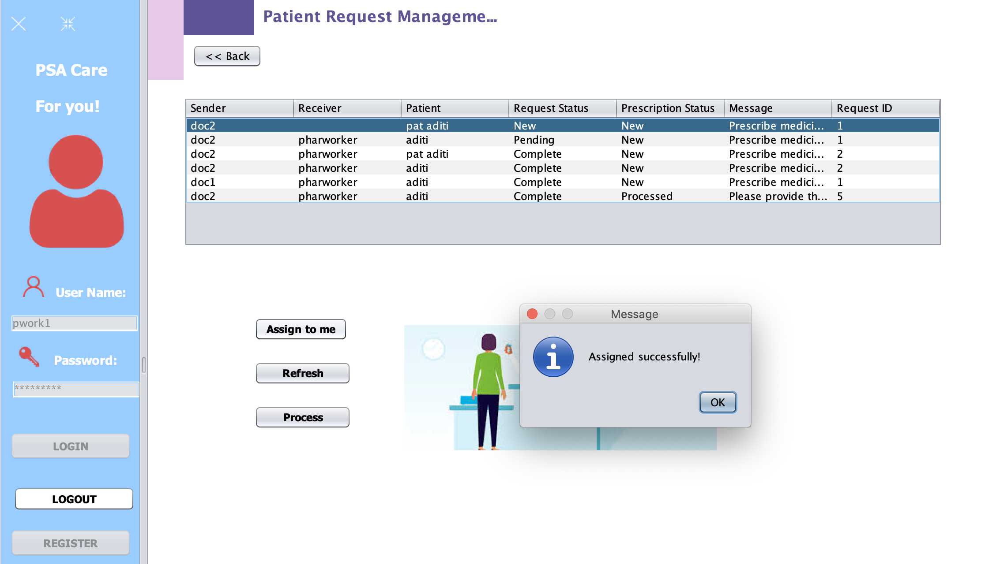 PSA Care
For you!
User Name:
pwork1
Password:
*********
LOGIN
LOGOUT
REGISTER
Patient Request Manageme...
<< Back
Sender Receiver Patient Request Status Prescription Status Message Request ID
doc2 pat aditi New New Prescribe medici... 1
doc2 pharworker aditi Pending New Prescribe medici... 1
doc2 pharworker pat aditi Complete New Prescribe medici... 2
doc2 pharworker aditi Complete New Prescribe medici... 2
doc1 pharworker aditi Complete New Prescribe medici... 1
doc2 pharworker aditi Complete Processed Please provide th... 5
Assign to me
Refresh
Process
Message
Assigned successfully!
OK